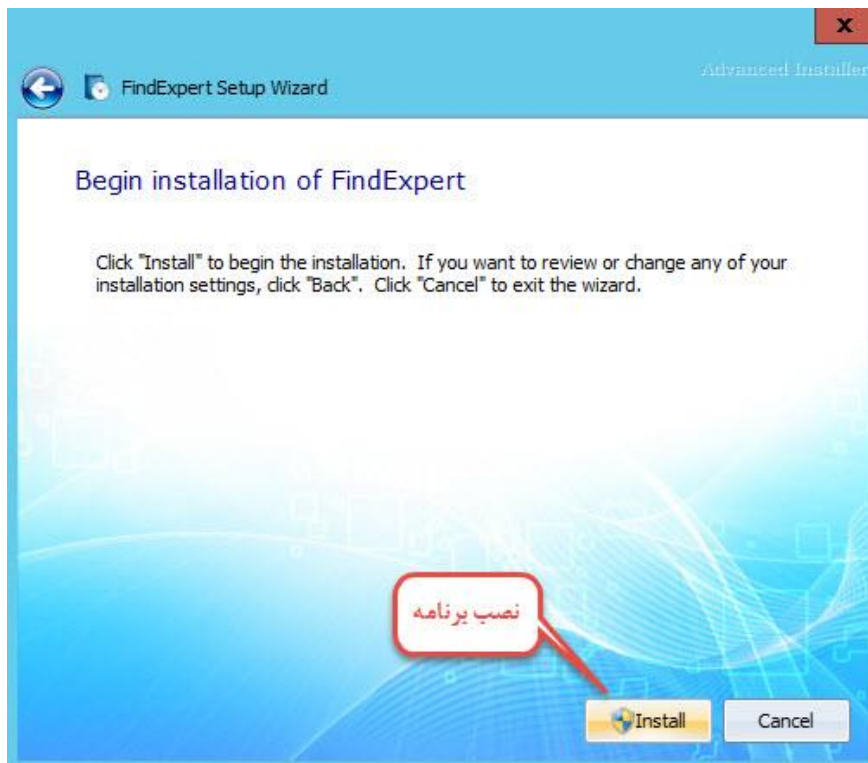 x
Advanced Installer
FindExpert Setup Wizard
Begin installation of FindExpert
Click "Install" to begin the installation. If you want to review or change any of your
installation settings, click "Back". Click "Cancel" to exit the wizard.
نصب برنامه
Install
Cancel